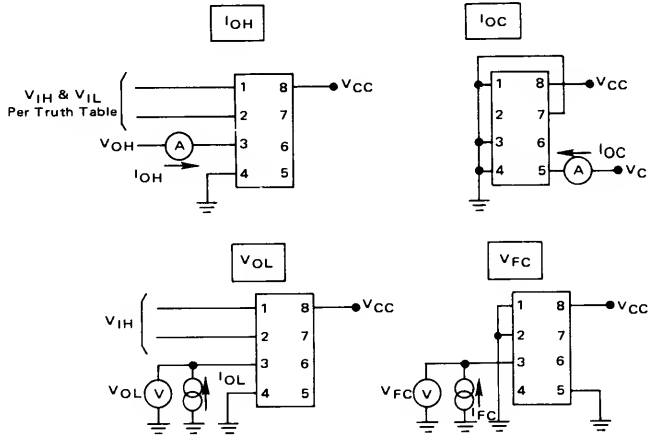 IOH
VIH & VIL
Per Truth Table
VOH
A
IOH
1 8
2 7
3 6
4 5
VCC
IOC
1 8
2 7
3 6
4 5
VCC
IOC
A
VC
VOL
VIH
1 8
2 7
3 6
4 5
VCC
VOL
V
IOL
VFC
1 8
2 7
3 6
4 5
VCC
VFC
V
IFC